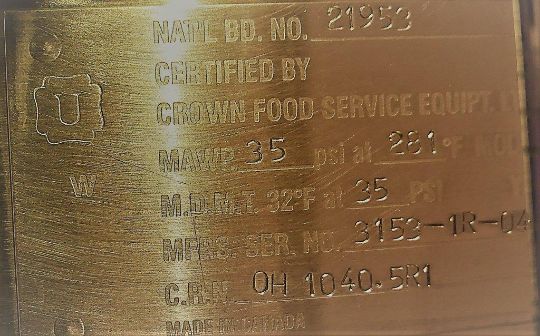 NAT'L BD. NO. 21953
CERTIFIED BY
U
CROWN FOOD SERVICE EQUIPT.
MAWP 35 psi at 281°F
W
M.D.M.T. 32°F at 35 PSI
MFRS. SER. NO. 3153-1R-04
C.R.N. OH 1040.5R1
MADE IN CANADA